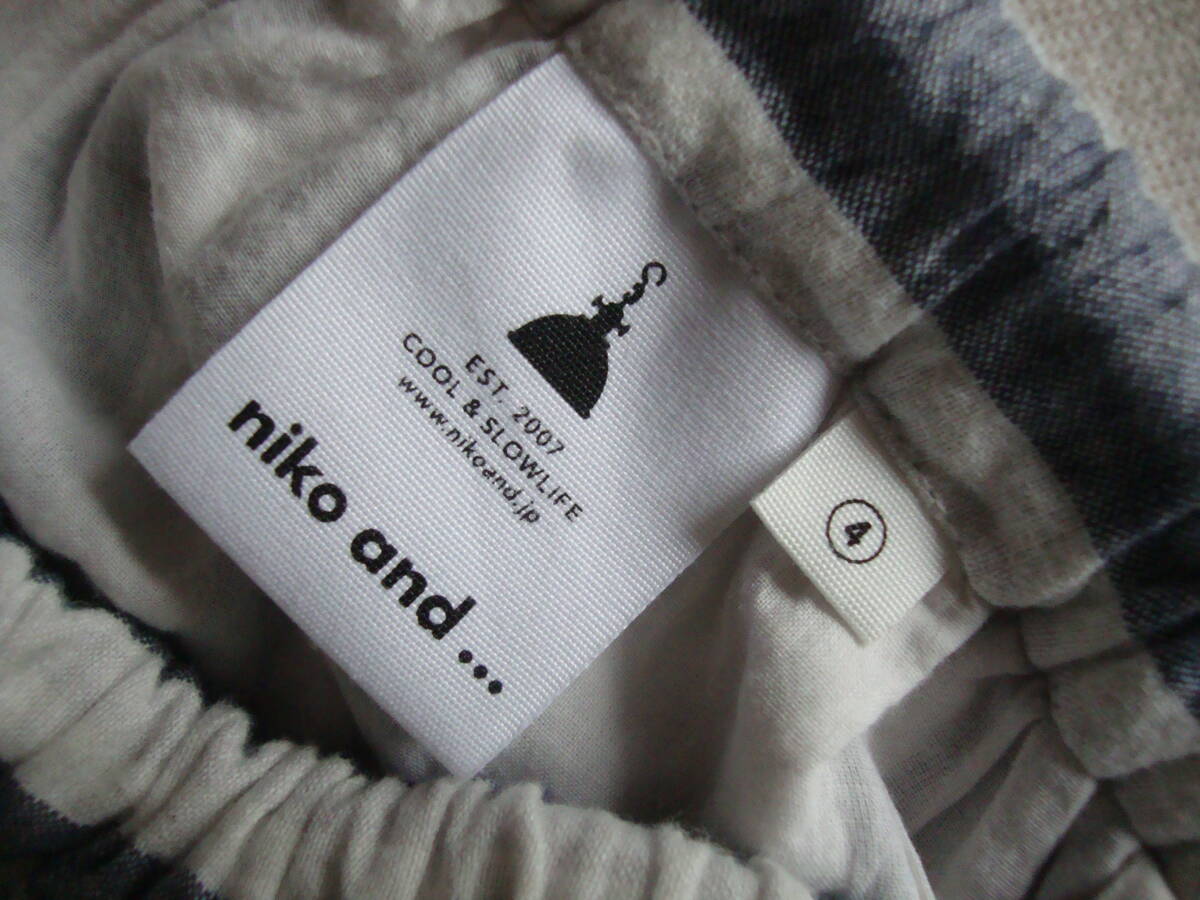 EST. 2007
COOL & SLOWLIFE
www.nikoand.jp
niko and ...
4